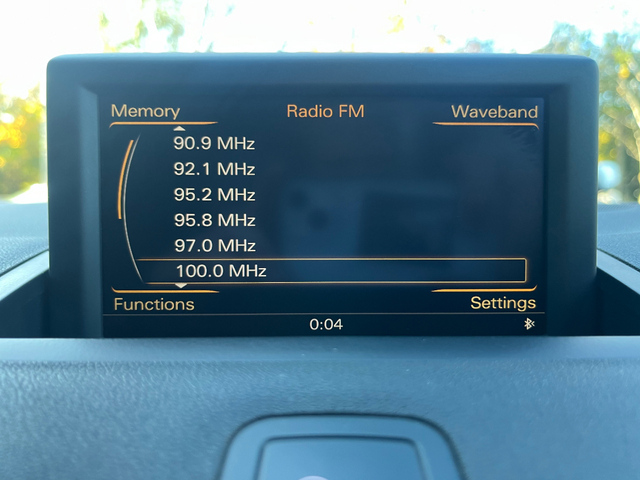 Memory Radio FM Waveband
90.9 MHz
92.1 MHz
95.2 MHz
95.8 MHz
97.0 MHz
100.0 MHz
Functions Settings
0:04